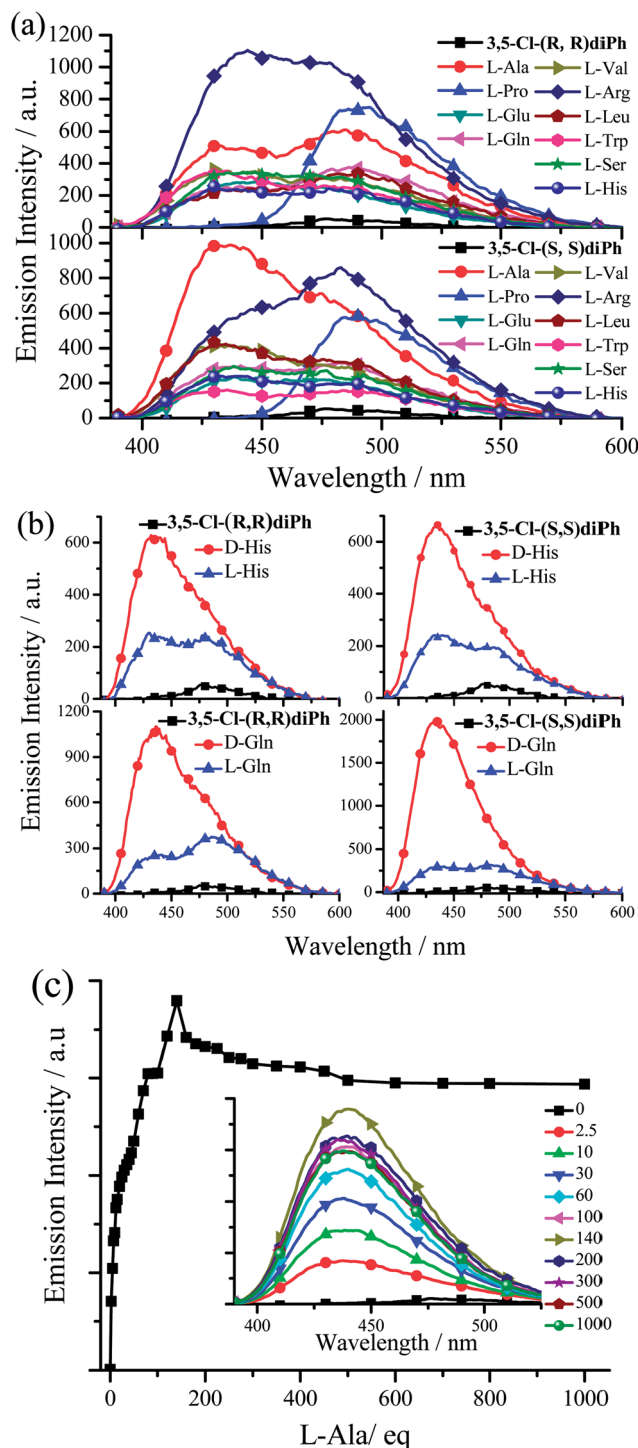 (a)
1200
1000
800
600
400
200
0
3,5-Cl-(R, R)diPh
L-Ala
L-Val
L-Pro
L-Arg
L-Glu
L-Leu
L-Gln
L-Trp
L-Ser
L-His
1000
800
600
400
200
0
3,5-Cl-(S, S)diPh
L-Ala
L-Val
L-Pro
L-Arg
L-Glu
L-Leu
L-Gln
L-Trp
L-Ser
L-His
Emission Intensity / a.u.
400 450 500 550 600
Wavelength / nm
(b)
600
400
200
0
3,5-Cl-(R,R)diPh
D-His
L-His
600
400
200
0
3,5-Cl-(S,S)diPh
D-His
L-His
1200
900
600
300
0
3,5-Cl-(R,R)diPh
D-Gln
L-Gln
2000
1500
1000
500
0
3,5-Cl-(S,S)diPh
D-Gln
L-Gln
Emission Intensity / a.u.
400 450 500 550 600
400 450 500 550 600
Wavelength / nm
(c)
Emission Intensity / a.u
0
2.5
10
30
60
100
140
200
300
500
1000
400 450 500
Wavelength / nm
0 200 400 600 800 1000
L-Ala/ eq